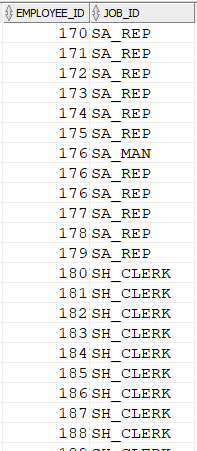 EMPLOYEE_ID JOB_ID
170 SA_REP
171 SA_REP
172 SA_REP
173 SA_REP
174 SA_REP
175 SA_REP
176 SA_MAN
176 SA_REP
176 SA_REP
177 SA_REP
178 SA_REP
179 SA_REP
180 SH_CLERK
181 SH_CLERK
182 SH_CLERK
183 SH_CLERK
184 SH_CLERK
185 SH_CLERK
186 SH_CLERK
187 SH_CLERK
188 SH_CLERK